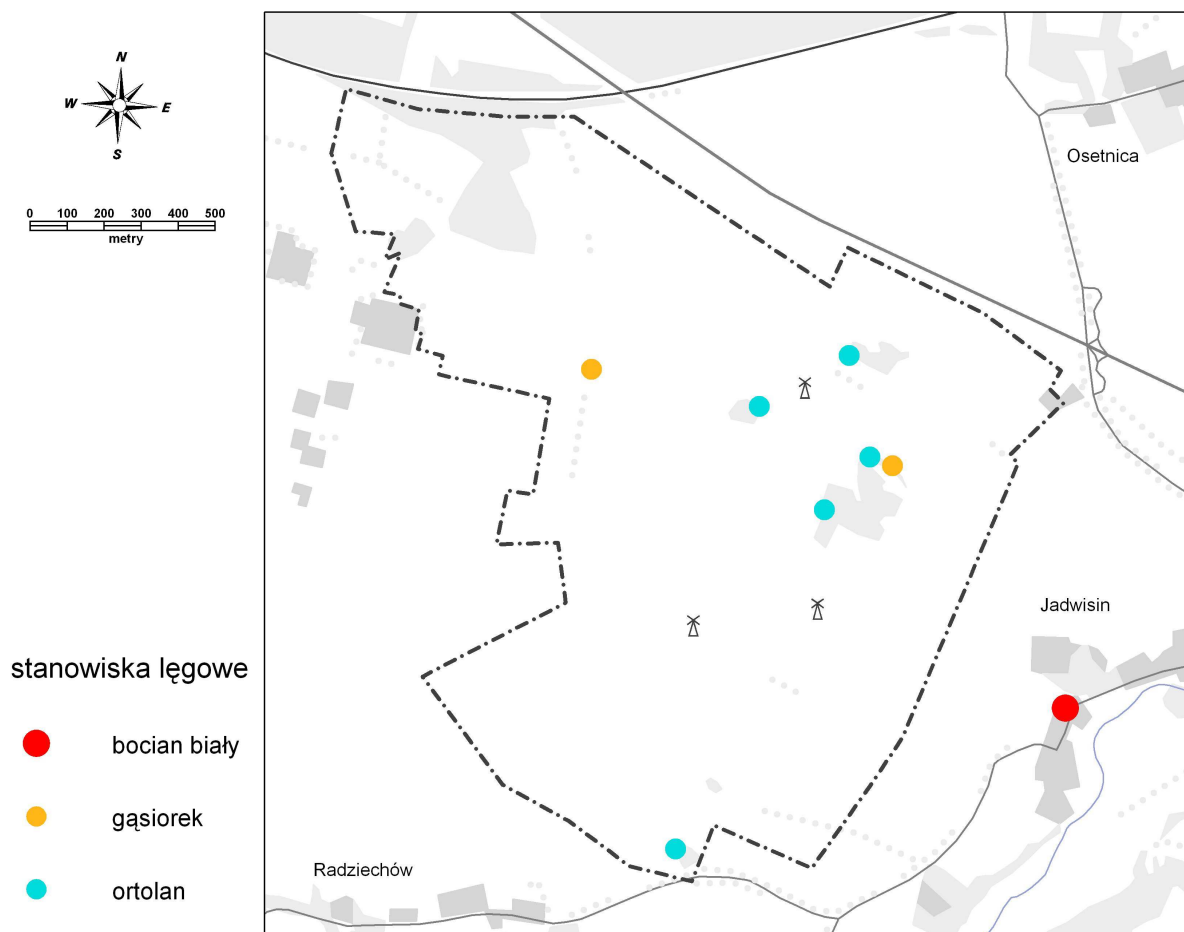 N
W E
S
0 100 200 300 400 500
metry
Osetnica
Jadwisin
stanowiska lęgowe
bocian biały
gąsiorek
ortolan
Radziechów